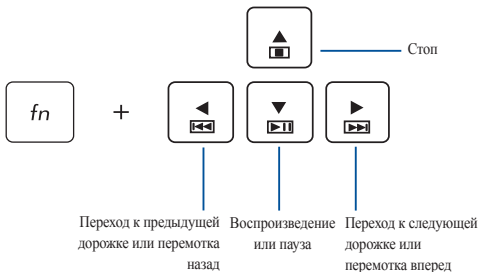 Стоп
fn +
Переход к предыдущей
дорожке или перемотка
назад
Воспроизведение
или пауза
Переход к следующей
дорожке или
перемотка вперед